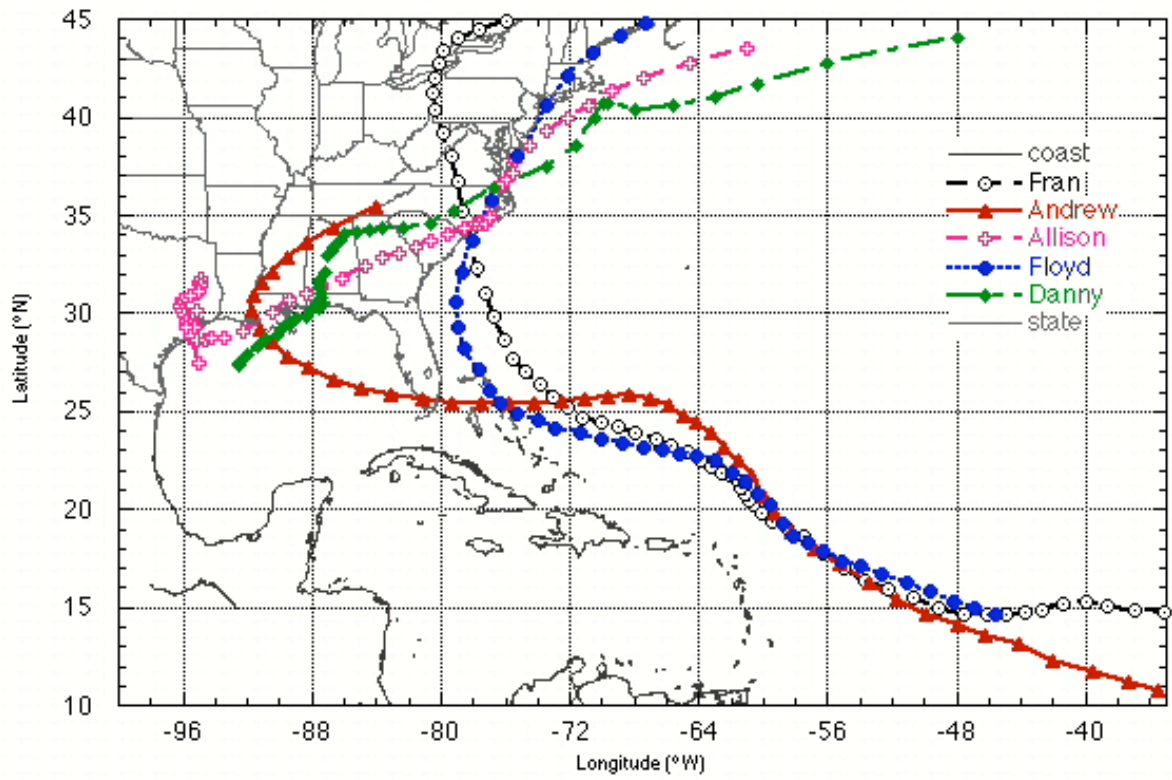 45
40
35
30
25
20
15
10
Latitude (°N)
coast
Fran
Andrew
Allison
Floyd
Danny
state
-96 -88 -80 -72 -64 -56 -48 -40
Longitude (°W)